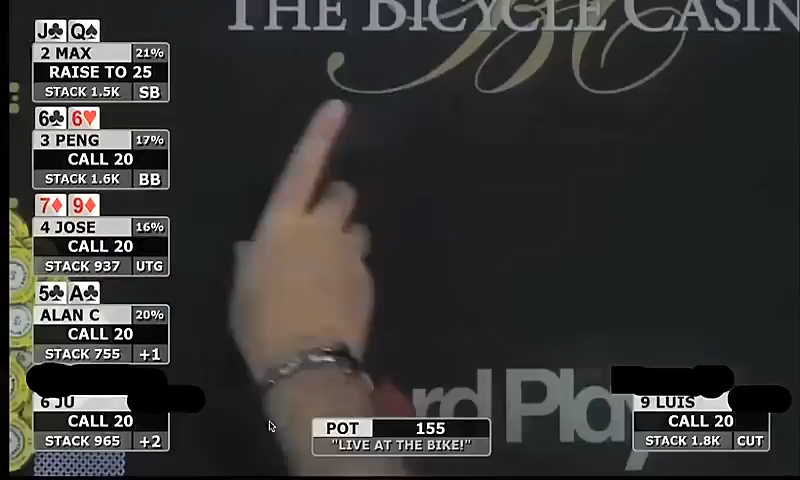 THE BICYCLE CASIN
J♣ Q♠
2 MAX 21%
RAISE TO 25
STACK 1.5K SB
6♣ 6♥
3 PENG 17%
CALL 20
STACK 1.6K BB
7♦ 9♦
4 JOSE 16%
CALL 20
STACK 937 UTG
5♣ A♣
ALAN C 20%
CALL 20
STACK 755 +1
6 JU
CALL 20
STACK 965 +2
rd Play
POT 155
"LIVE AT THE BIKE!"
9 LUIS
CALL 20
STACK 1.8K CUT